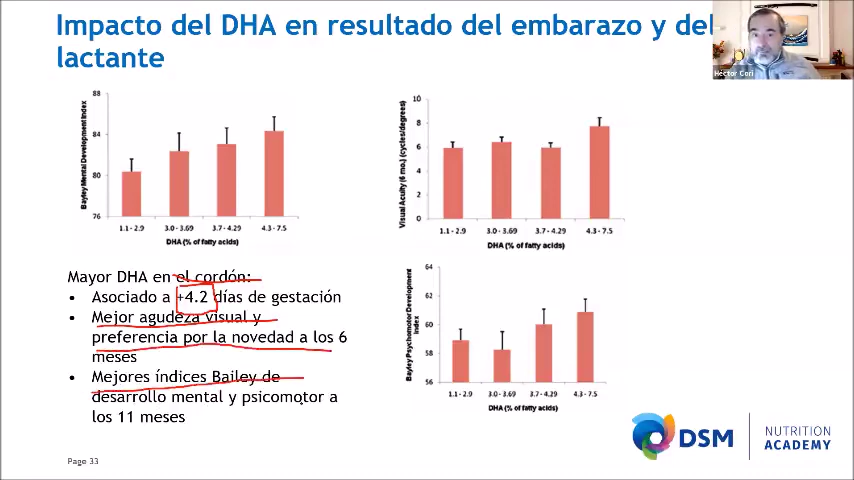 Impacto del DHA en resultado del embarazo y del
lactante
Héctor Cori
88
84
80
76
Bayley Mental Development Index
1.1 - 2.9
3.0 - 3.69
3.7 - 4.29
4.3 - 7.5
DHA (% of fatty acids)
10
8
6
4
2
0
Visual Acuity (6 mo.) (cycles/degrees)
1.1 - 2.9
3.0 - 3.69
3.7 - 4.29
4.3 - 7.5
DHA (% of fatty acids)
Mayor DHA en el cordón:
• Asociado a +4.2 días de gestación
• Mejor agudeza visual y
preferencia por la novedad a los 6
meses
• Mejores índices Bailey de
desarrollo mental y psicomotor a
los 11 meses
64
62
60
58
56
Bayley Psychomotor Development
Index
1.1 - 2.9
3.0 - 3.69
3.7 - 4.29
4.3 - 7.5
DHA (% of fatty acids)
DSM
NUTRITION
ACADEMY
Page 33